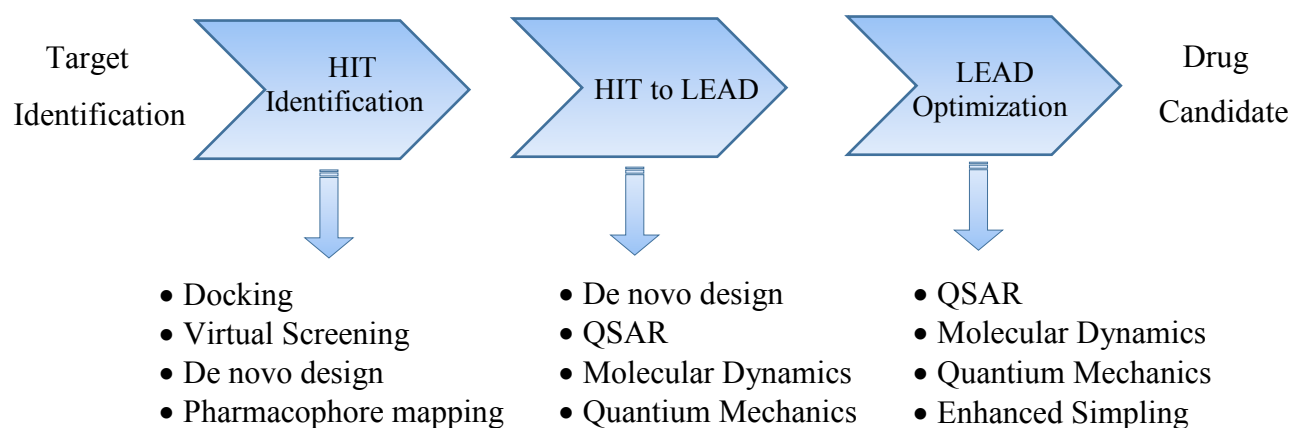 Target
Identification
HIT
Identification
HIT to LEAD
LEAD
Optimization
Drug
Candidate
• Docking
• Virtual Screening
• De novo design
• Pharmacophore mapping
• De novo design
• QSAR
• Molecular Dynamics
• Quantium Mechanics
• QSAR
• Molecular Dynamics
• Quantium Mechanics
• Enhanced Simpling